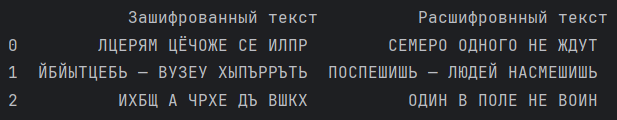 Зашифрованный текст Расшифровнный текст
0 ЛЦЕРЯМ ЦЁЧОЖЕ СЕ ИЛПР СЕМЕРО ОДНОГО НЕ ЖДУТ
1 ЙБЙЫТЦЕБЬ – ВУЗЕУ ХЫПЪРРЪТЬ ПОСПЕШИШЬ – ЛЮДЕЙ НАСМЕШИШЬ
2 ИХБЩ А ЧРХЕ ДЪ ВШКХ ОДИН В ПОЛЕ НЕ ВОИН